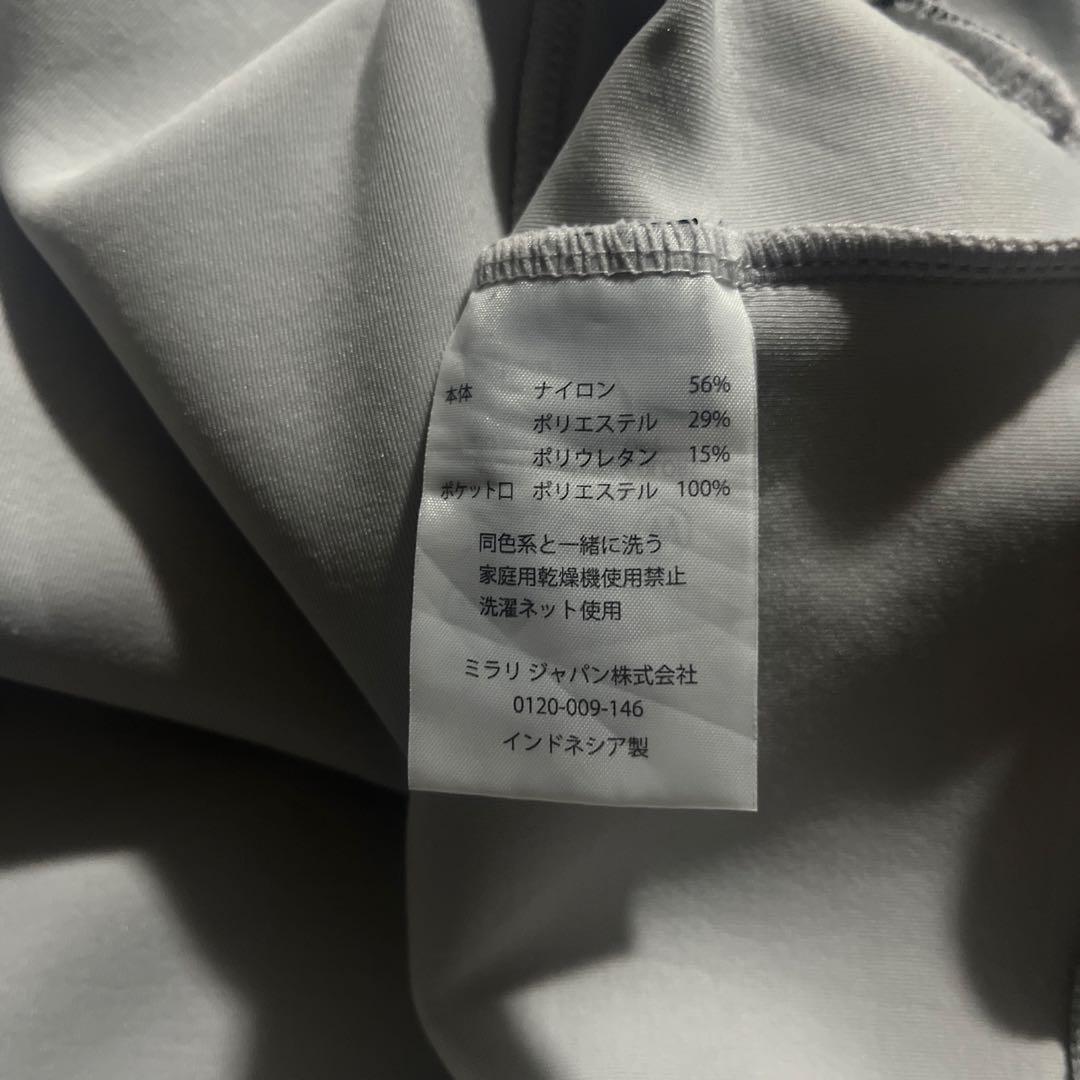 本体 ナイロン 56%
ポリエステル 29%
ポリウレタン 15%
ポケット口 ポリエステル 100%
同色系と一緒に洗う
家庭用乾燥機使用禁止
洗濯ネット使用
ミラリ ジャパン株式会社
0120-009-146
インドネシア製